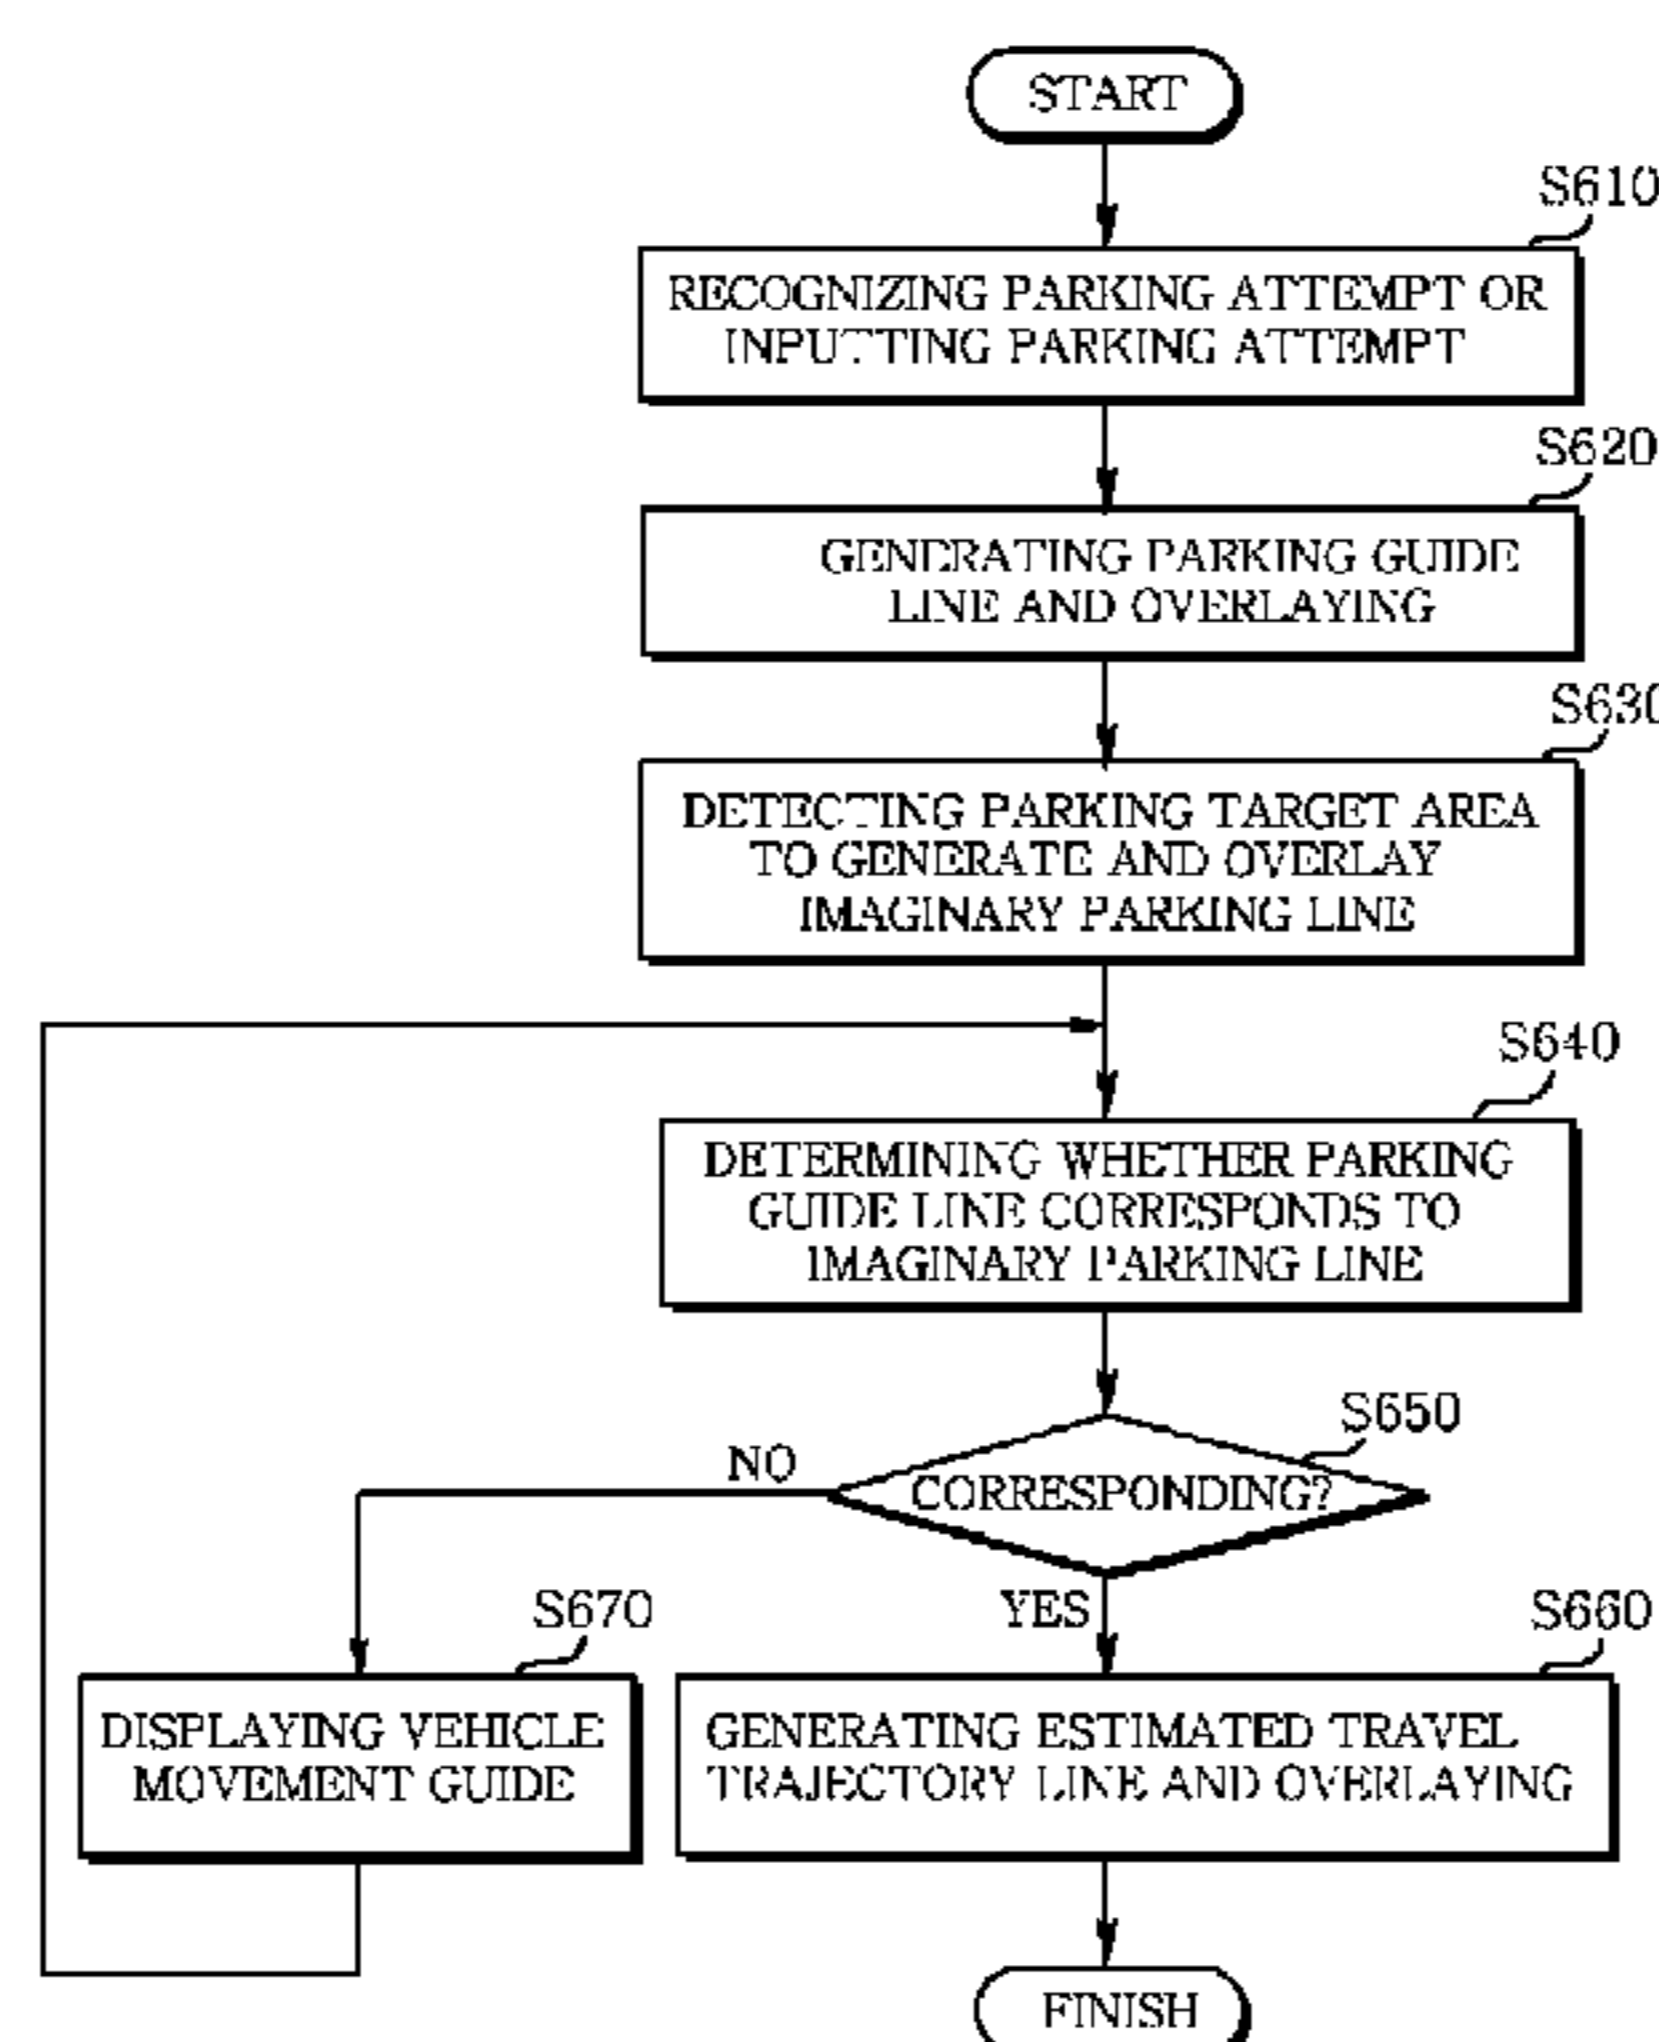 START
S610
RECOGNIZING PARKING ATTEMPT OR
INPUTTING PARKING ATTEMPT
S620
GENERATING PARKING GUIDE
LINE AND OVERLAYING
S630
DETECTING PARKING TARGET AREA
TO GENERATE AND OVERLAY
IMAGINARY PARKING LINE
S640
DETERMINING WHETHER PARKING
GUIDE LINE CORRESPONDS TO
IMAGINARY PARKING LINE
S650
NO
CORRESPONDING?
YES
S670
S660
DISPLAYING VEHICLE
MOVEMENT GUIDE
GENERATING ESTIMATED TRAVEL
TRAJECTORY LINE AND OVERLAYING
FINISH